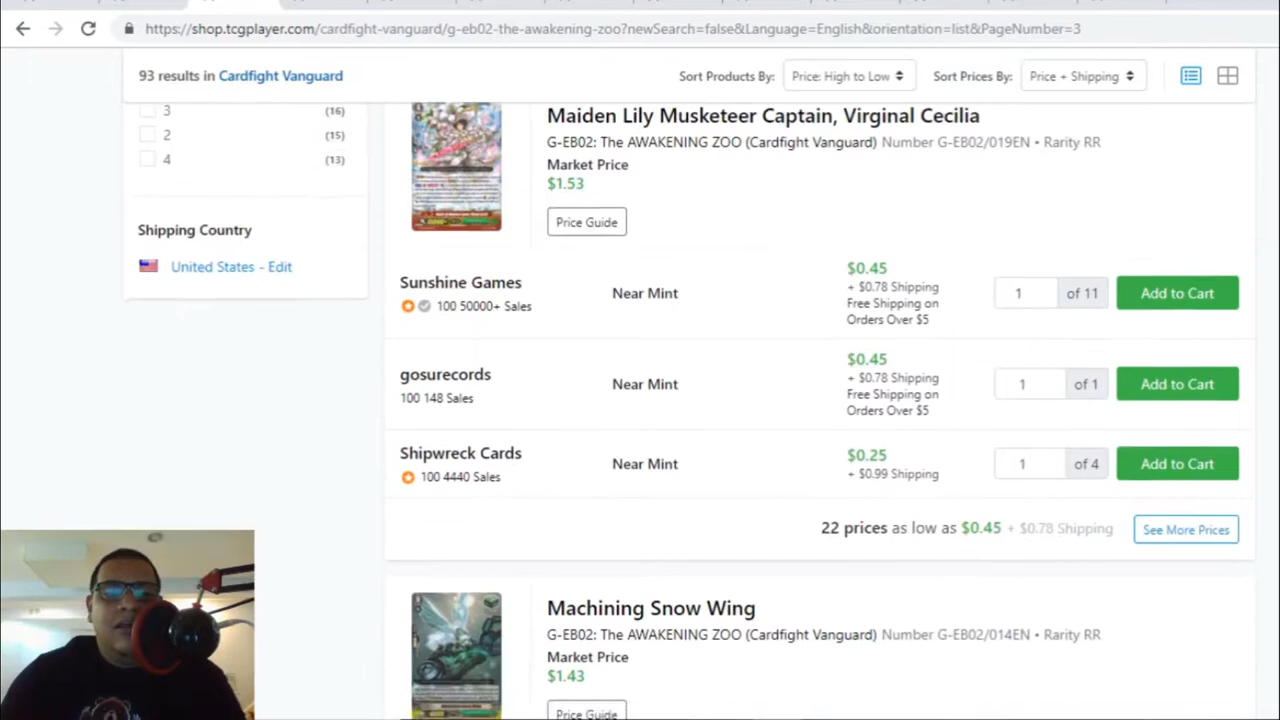 https://shop.tcgplayer.com/cardfight-vanguard/g-eb02-the-awakening-zoo?newSearch=false&Language=English&orientation=list&PageNumber=3
93 results in Cardfight Vanguard
Sort Products By: Price: High to Low
Sort Prices By: Price + Shipping
3 (16)
2 (15)
4 (13)
Shipping Country
United States - Edit
Maiden Lily Musketeer Captain, Virginal Cecilia
G-EB02: The AWAKENING ZOO (Cardfight Vanguard) Number G-EB02/019EN • Rarity RR
Market Price
$1.53
Price Guide
Sunshine Games
100 50000+ Sales
Near Mint
$0.45
+ $0.78 Shipping
Free Shipping on
Orders Over $5
1 of 11
Add to Cart
gosurecords
100 148 Sales
Near Mint
$0.45
+ $0.78 Shipping
Free Shipping on
Orders Over $5
1 of 1
Add to Cart
Shipwreck Cards
100 4440 Sales
Near Mint
$0.25
+ $0.99 Shipping
1 of 4
Add to Cart
22 prices as low as $0.45 + $0.78 Shipping
See More Prices
Machining Snow Wing
G-EB02: The AWAKENING ZOO (Cardfight Vanguard) Number G-EB02/014EN • Rarity RR
Market Price
$1.43
Price Guide